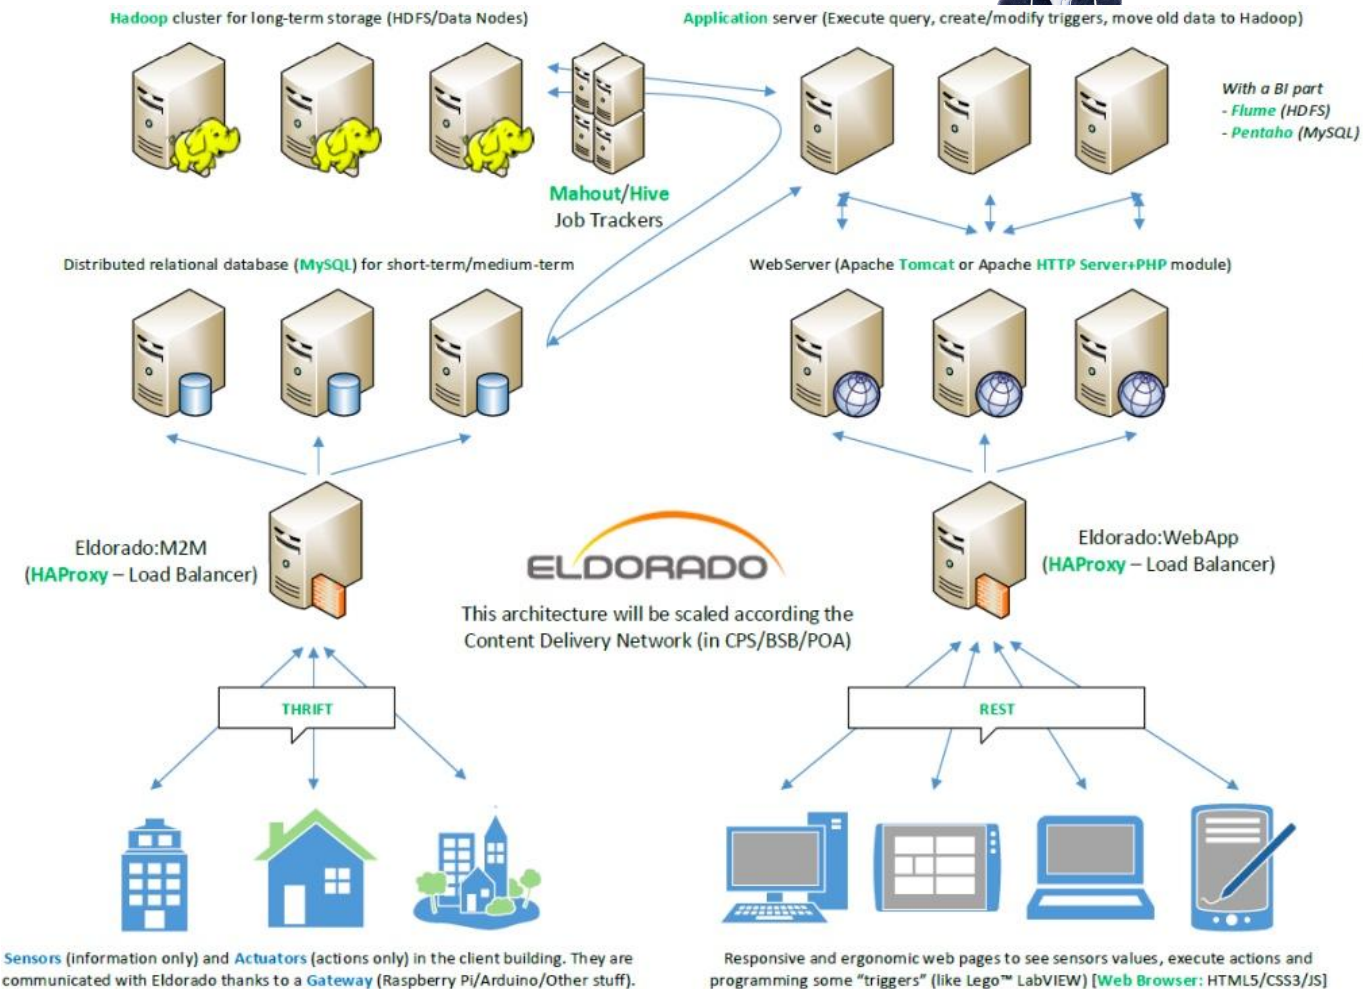 Hadoop cluster for long-term storage (HDFS/Data Nodes)
Application server (Execute query, create/modify triggers, move old data to Hadoop)
With a BI part
- Flume (HDFS)
- Pentaho (MySQL)
Mahout/Hive
Job Trackers
Distributed relational database (MySQL) for short-term/medium-term
WebServer (Apache Tomcat or Apache HTTP Server+PHP module)
Eldorado:M2M
(HAProxy – Load Balancer)
ELDORADO
This architecture will be scaled according the
Content Delivery Network (in CPS/BSB/POA)
Eldorado:WebApp
(HAProxy – Load Balancer)
THRIFT
REST
Sensors (information only) and Actuators (actions only) in the client building. They are
communicated with Eldorado thanks to a Gateway (Raspberry Pi/Arduino/Other stuff).
Responsive and ergonomic web pages to see sensors values, execute actions and
programming some “triggers” (like Lego™ LabVIEW) [Web Browser: HTML5/CSS3/JS]